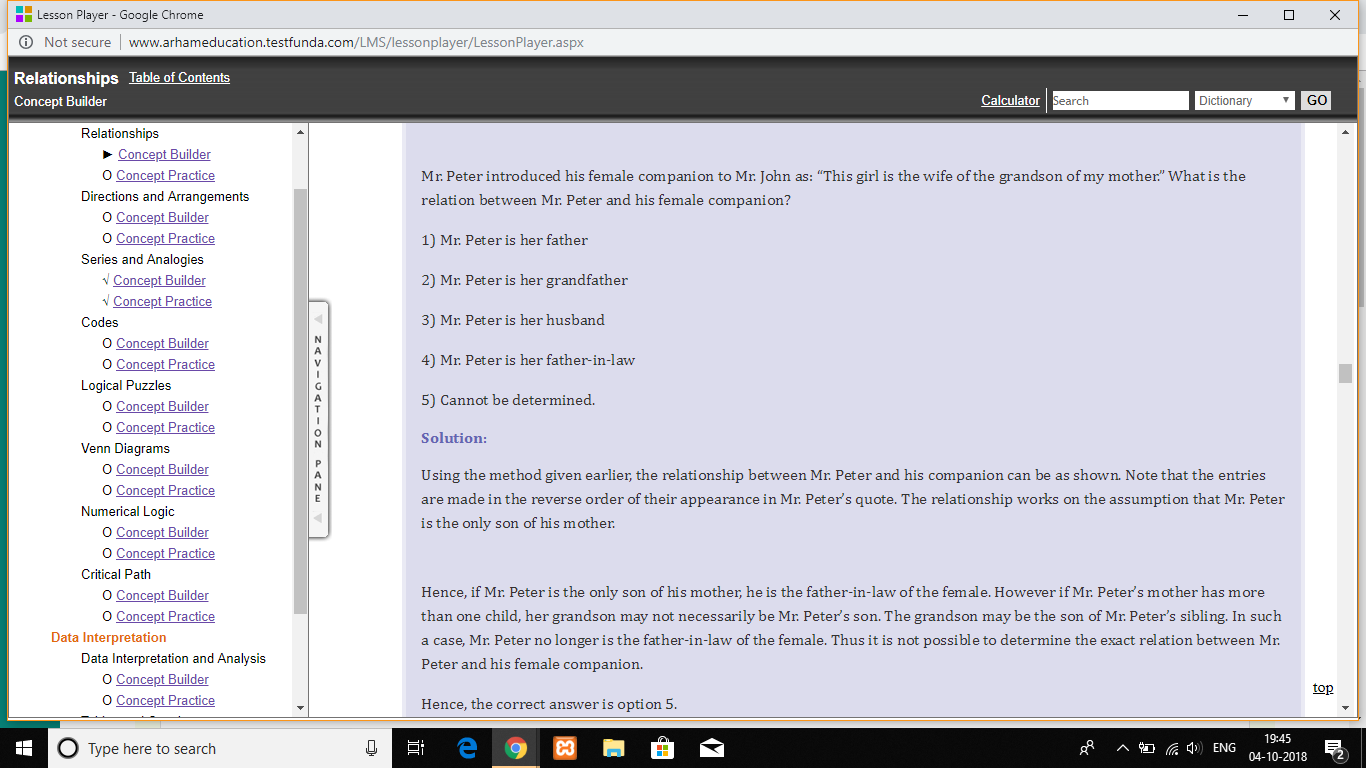 Lesson Player - Google Chrome
Not secure | www.arhameducation.testfunda.com/LMS/lessonplayer/LessonPlayer.aspx
Relationships Table of Contents
Concept Builder
Calculator Search Dictionary GO
Relationships
Concept Builder
O Concept Practice
Directions and Arrangements
O Concept Builder
O Concept Practice
Series and Analogies
√ Concept Builder
√ Concept Practice
Codes
O Concept Builder
O Concept Practice
Logical Puzzles
O Concept Builder
O Concept Practice
Venn Diagrams
O Concept Builder
O Concept Practice
Numerical Logic
O Concept Builder
O Concept Practice
Critical Path
O Concept Builder
O Concept Practice
Data Interpretation
Data Interpretation and Analysis
O Concept Builder
O Concept Practice
NAVIGATION PANE
Mr. Peter introduced his female companion to Mr. John as: “This girl is the wife of the grandson of my mother.” What is the
relation between Mr. Peter and his female companion?
1) Mr. Peter is her father
2) Mr. Peter is her grandfather
3) Mr. Peter is her husband
4) Mr. Peter is her father-in-law
5) Cannot be determined.
Solution:
Using the method given earlier, the relationship between Mr. Peter and his companion can be as shown. Note that the entries
are made in the reverse order of their appearance in Mr. Peter’s quote. The relationship works on the assumption that Mr. Peter
is the only son of his mother.
Hence, if Mr. Peter is the only son of his mother, he is the father-in-law of the female. However if Mr. Peter’s mother has more
than one child, her grandson may not necessarily be Mr. Peter’s son. The grandson may be the son of Mr. Peter’s sibling. In such
a case, Mr. Peter no longer is the father-in-law of the female. Thus it is not possible to determine the exact relation between Mr.
Peter and his female companion.
Hence, the correct answer is option 5.
top
Type here to search
ENG
19:45
04-10-2018
2